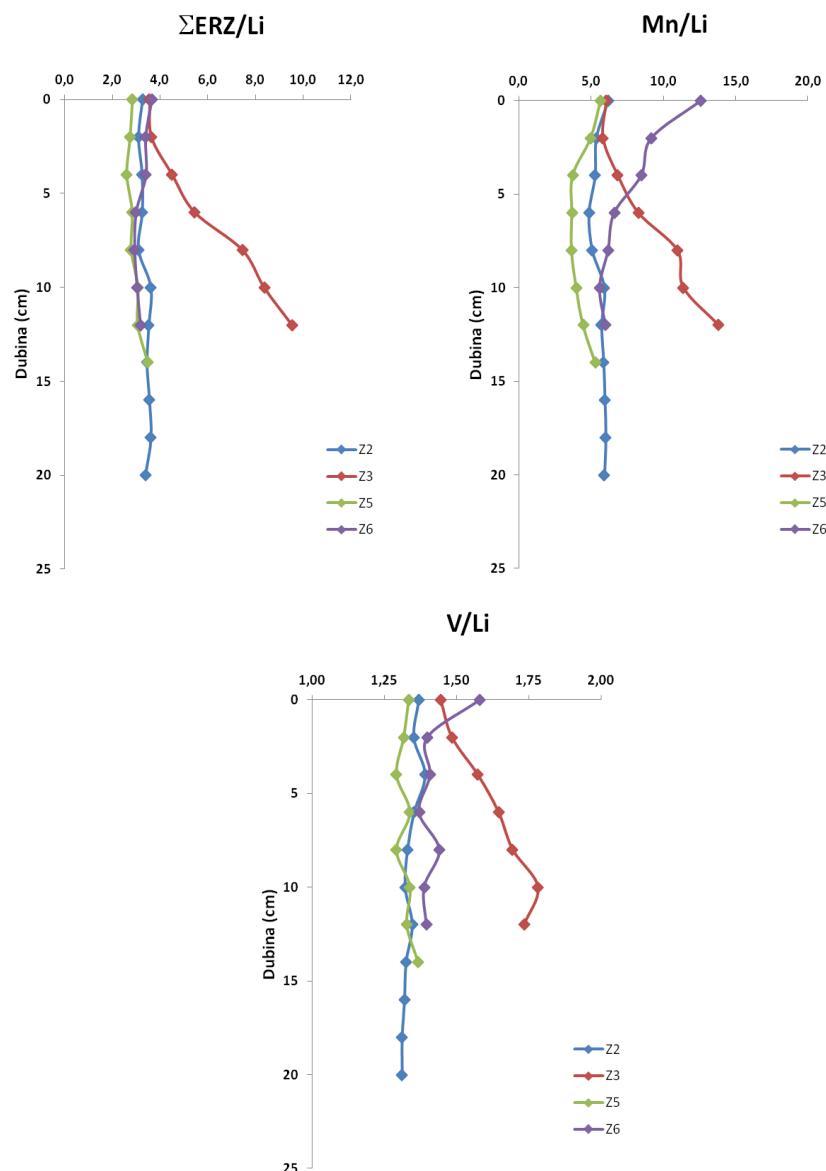 ΣERZ/Li
0,0 2,0 4,0 6,0 8,0 10,0 12,0
0
5
10
15
20
25
Dubina (cm)
Z2
Z3
Z5
Z6
Mn/Li
0,0 5,0 10,0 15,0 20,0
0
5
10
15
20
25
Dubina (cm)
Z2
Z3
Z5
Z6
V/Li
1,00 1,25 1,50 1,75 2,00
0
5
10
15
20
25
Dubina (cm)
Z2
Z3
Z5
Z6